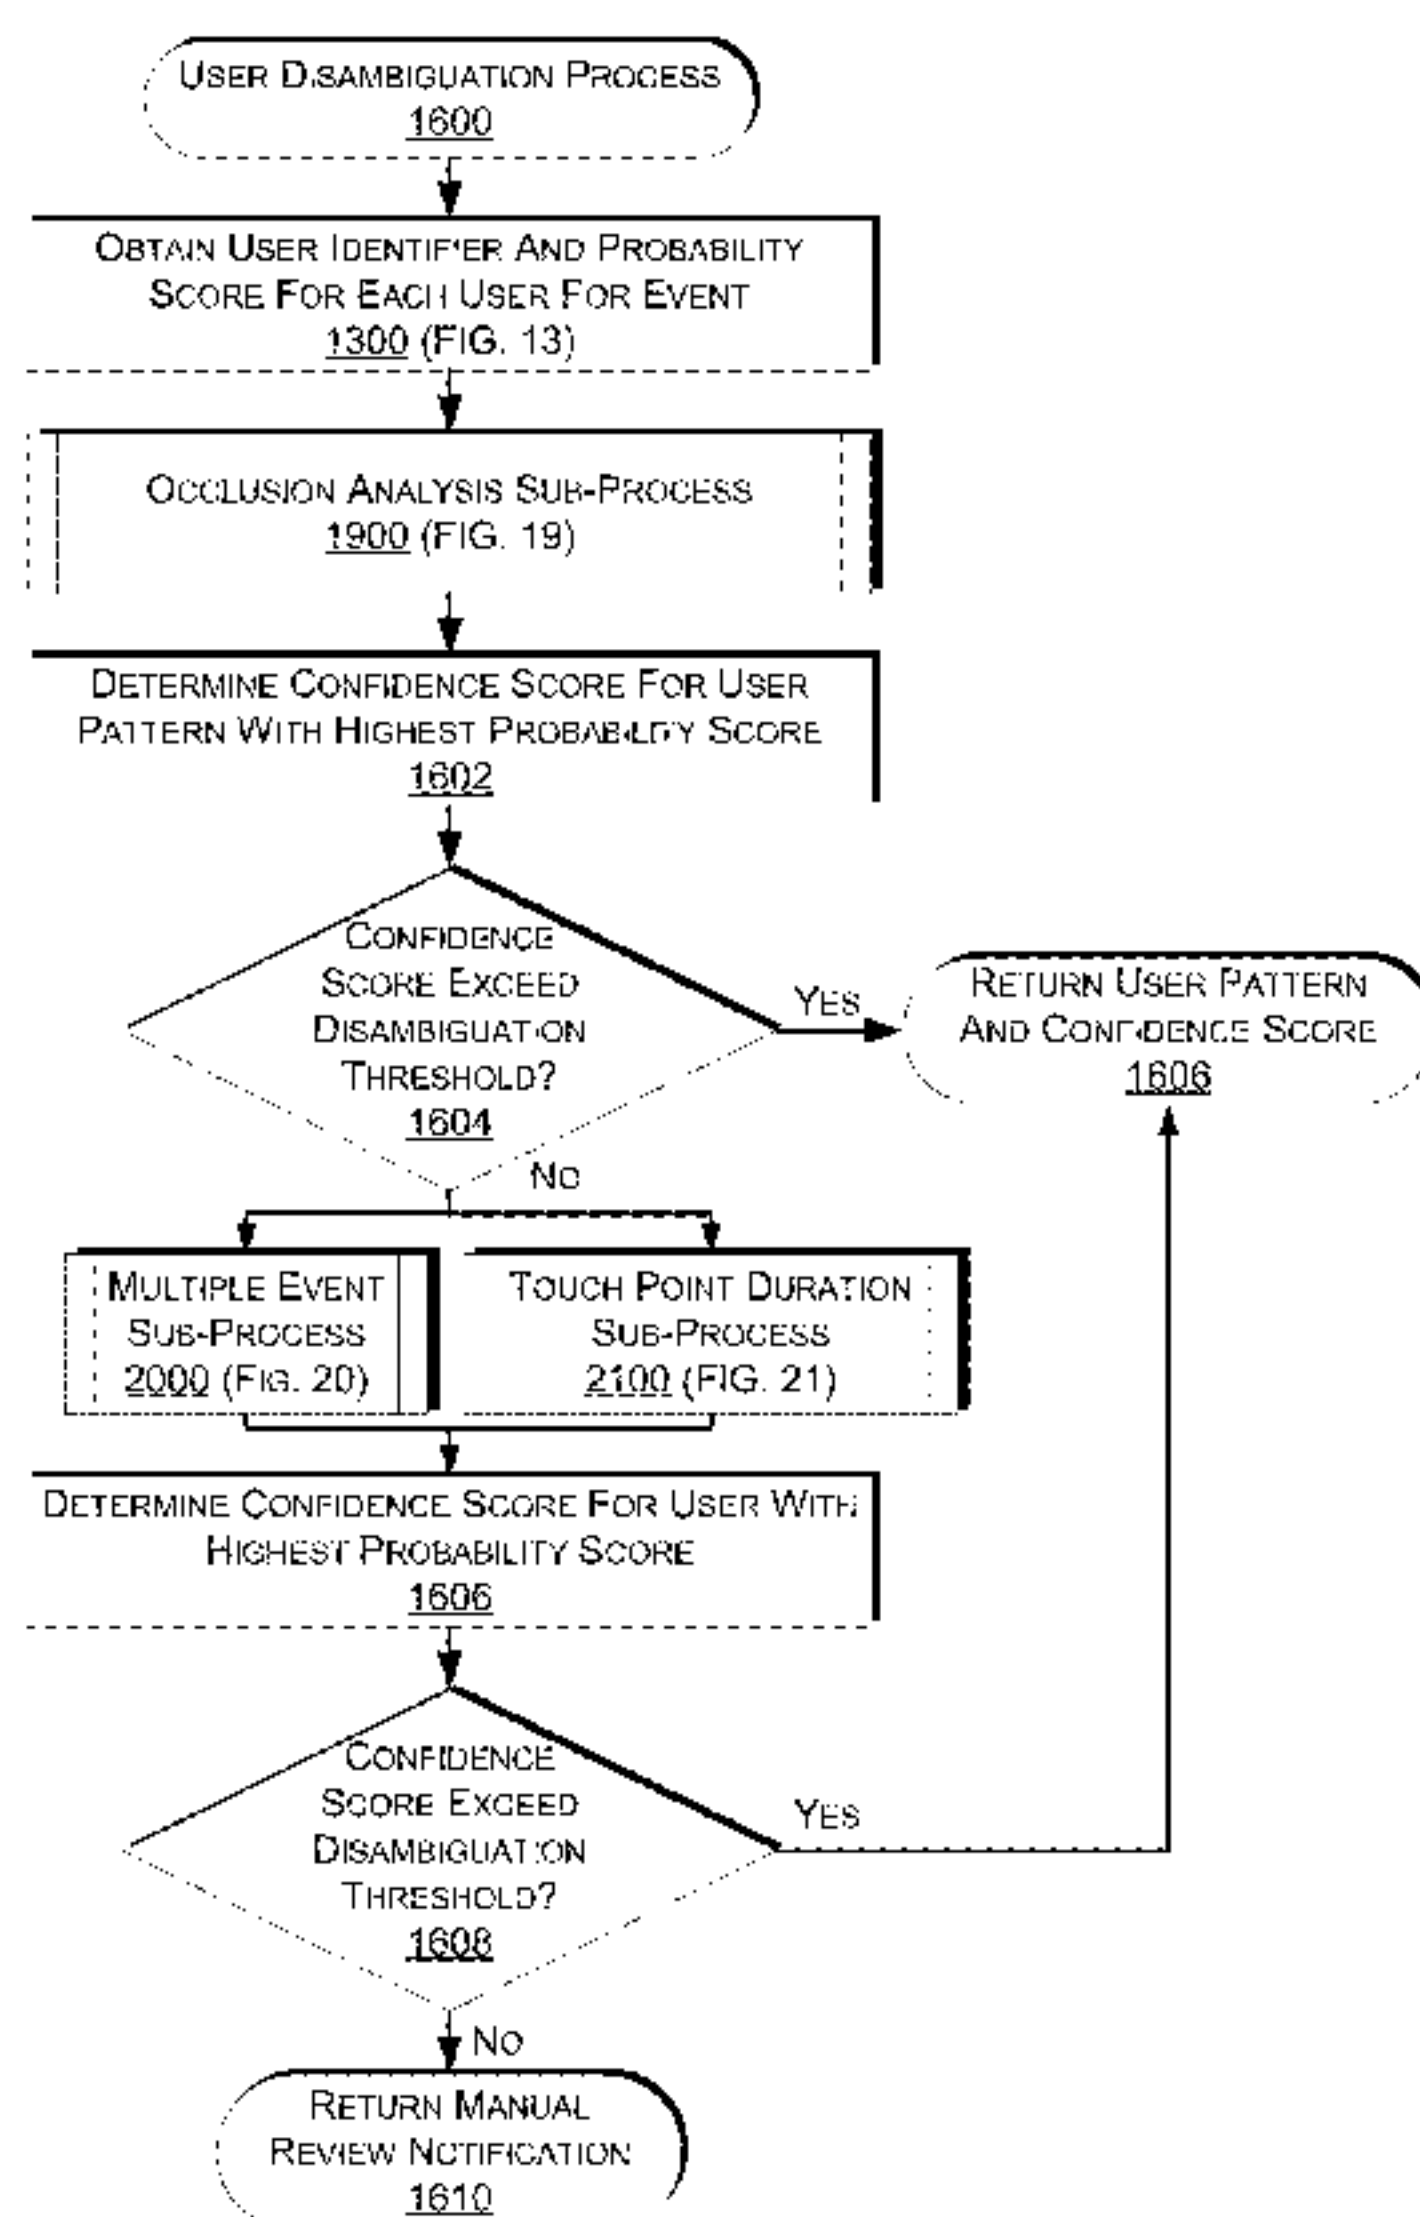 USER DISAMBIGUATION PROCESS
1600
OBTAIN USER IDENTIFIER AND PROBABILITY
SCORE FOR EACH USER FOR EVENT
1300 (FIG. 13)
OCCLUSION ANALYSIS SUB-PROCESS
1900 (FIG. 19)
DETERMINE CONFIDENCE SCORE FOR USER
PATTERN WITH HIGHEST PROBABILITY SCORE
1602
CONFIDENCE
SCORE EXCEED
DISAMBIGUATION
THRESHOLD?
1604
YES
RETURN USER PATTERN
AND CONFIDENCE SCORE
1606
NO
MULTIPLE EVENT
SUB-PROCESS
2000 (FIG. 20)
TOUCH POINT DURATION
SUB-PROCESS
2100 (FIG. 21)
DETERMINE CONFIDENCE SCORE FOR USER WITH
HIGHEST PROBABILITY SCORE
1606
CONFIDENCE
SCORE EXCEED
DISAMBIGUATION
THRESHOLD?
1608
YES
NO
RETURN MANUAL
REVIEW NOTIFICATION
1610